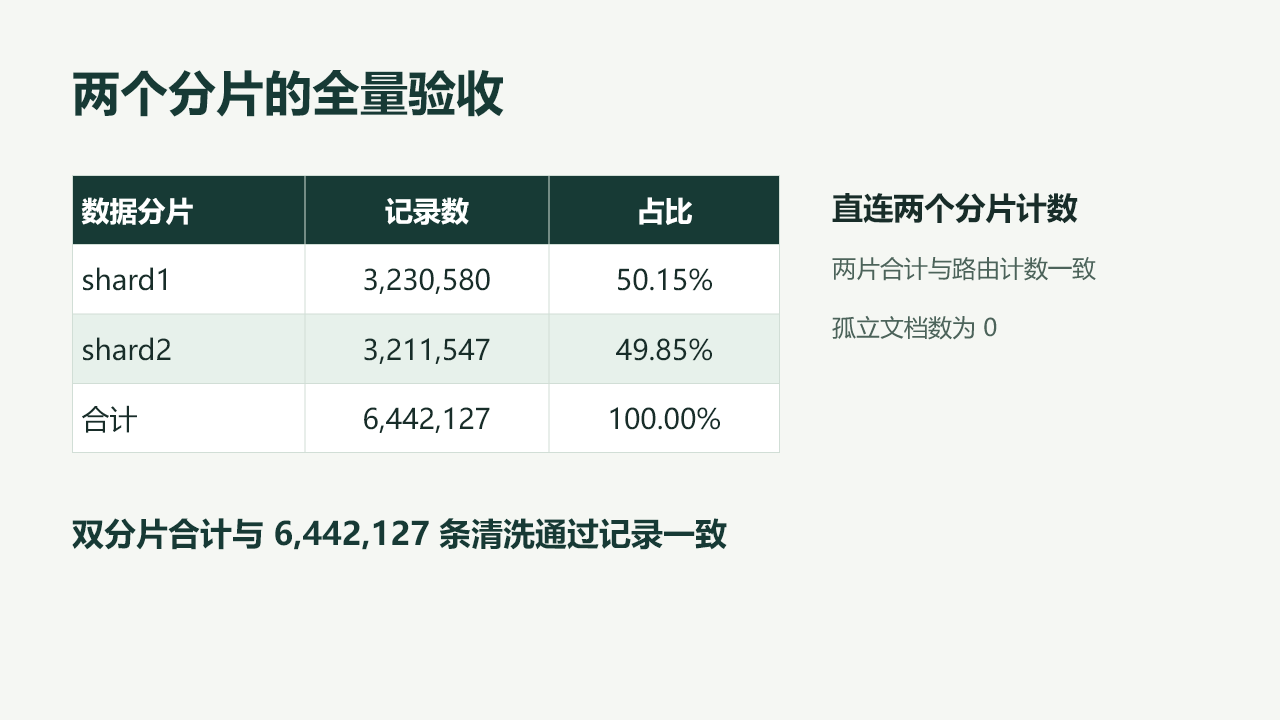 两个分片的全量验收
数据分片 记录数 占比
shard1 3,230,580 50.15%
shard2 3,211,547 49.85%
合计 6,442,127 100.00%
直连两个分片计数
两片合计与路由计数一致
孤立文档数为 0
双分片合计与 6,442,127 条清洗通过记录一致